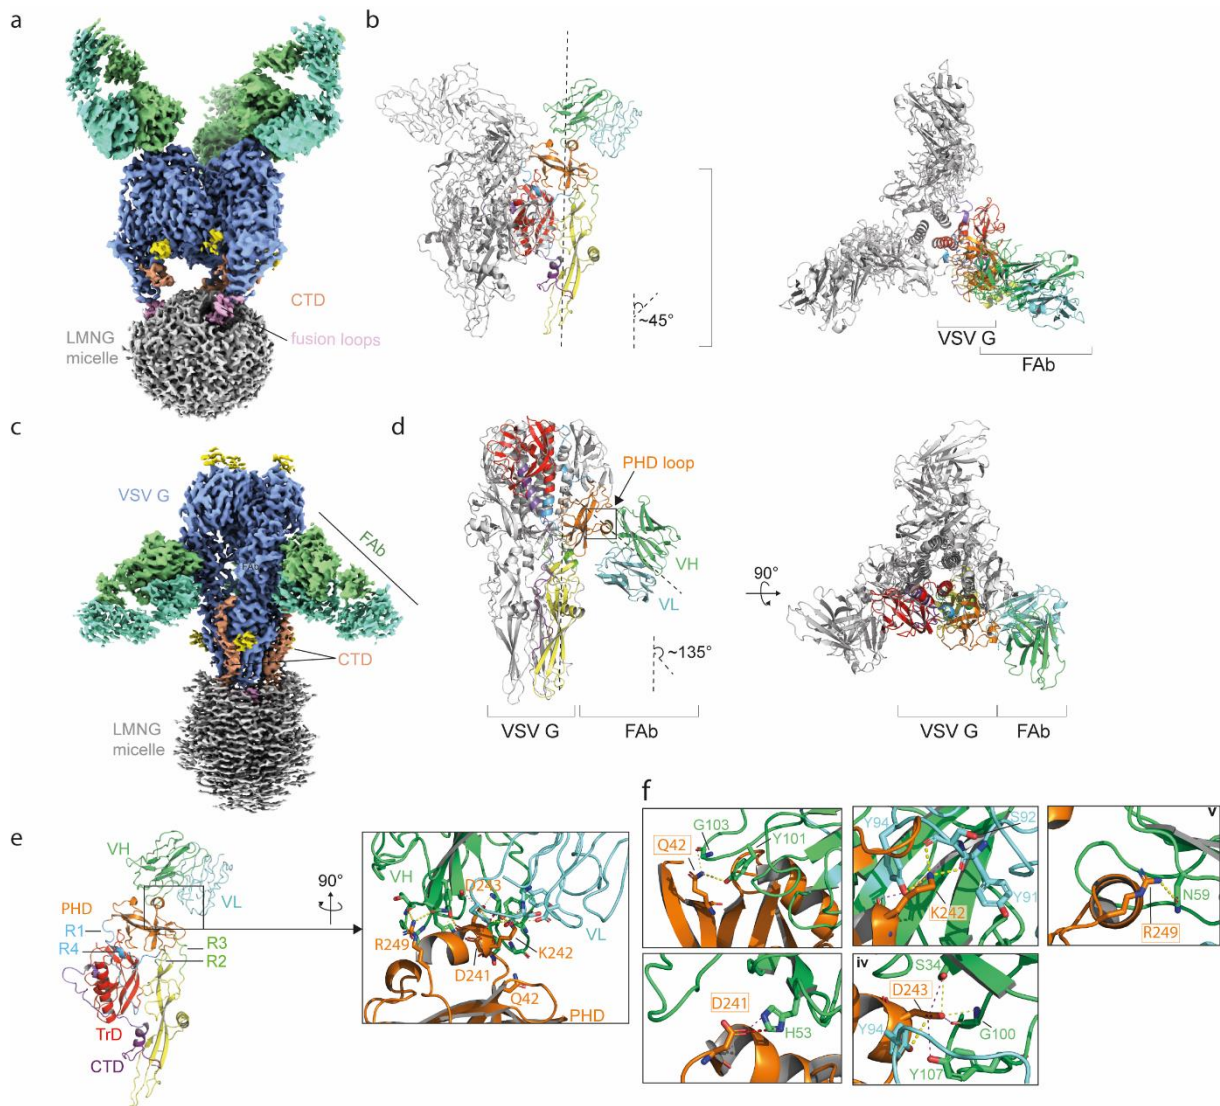 a
CTD
LMNG
micelle
fusion loops
b
~45°
VSV G
FAb
c
VSV G
FAb
CTD
LMNG
micelle
d
PHD loop
VH
VL
~135°
90°
VSV G
FAb
VSV G
FAb
e
VH
VL
PHD
R1
R4
R3
R2
TrD
CTD
90°
VH
D243
VL
R249
K242
D241
Q42
PHD
f
G103
Q42
Y101
Y94
S92
Y91
K242
v
N59
R249
D241
H53
iv
S34
D243
Y94
G100
Y107